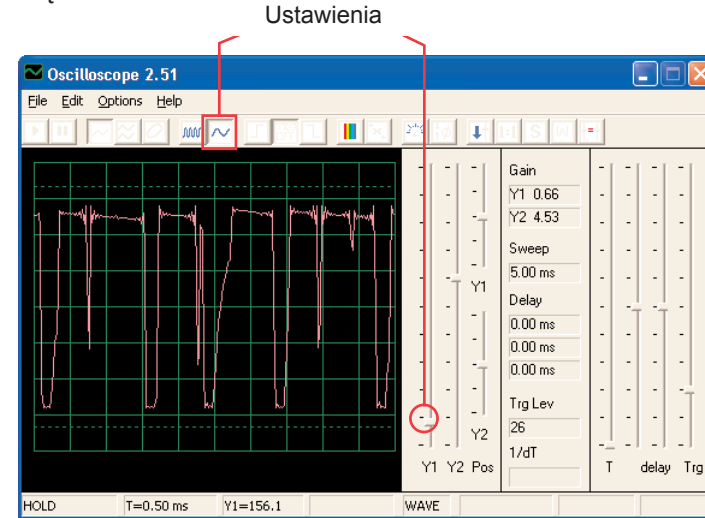 Ustawienia
Oscilloscope 2.51
File Edit Options Help
1:1 S W
Gain
Y1 0.66
Y2 4.53
Sweep
5.00 ms
Y1
Delay
0.00 ms
0.00 ms
0.00 ms
Trg Lev
26
Y2
1/dT
Y1 Y2 Pos
T delay Trg
HOLD T=0.50 ms Y1=156.1 WAVE